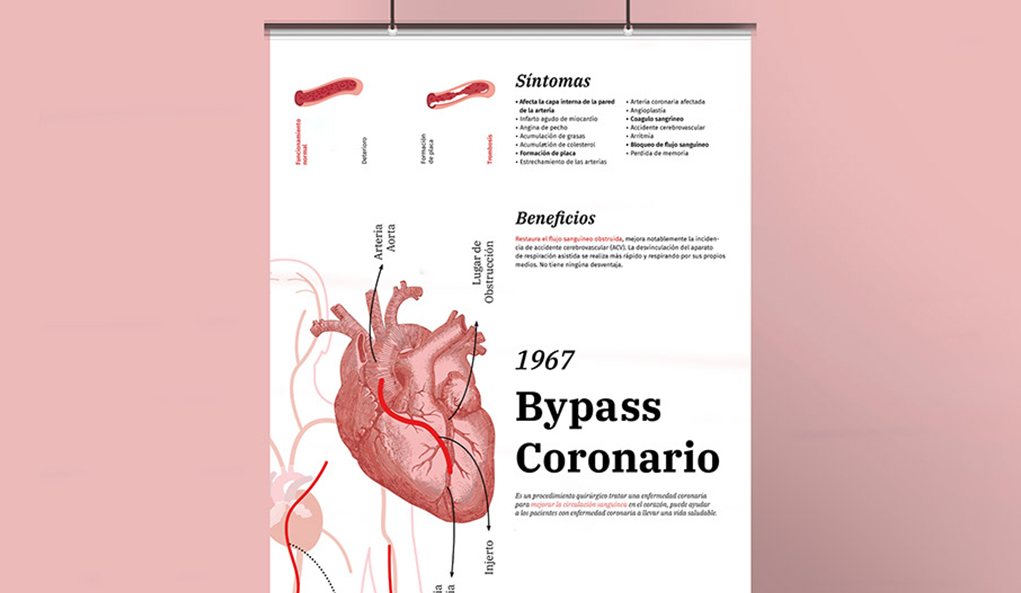 Funcionamiento
normal
Deterioro
Formación
de placa
Trombosis
Síntomas
• Afecta la capa interna de la pared
de la arteria
• Infarto agudo de miocardio
• Angina de pecho
• Acumulación de grasas
• Acumulación de colesterol
• Formación de placa
• Estrechamiento de las arterias
• Arteria coronaria afectada
• Angioplastia
• Coagulo sangríneo
• Accidente cerebrovascular
• Arritmia
• Bloqueo de flujo sanguíneo
• Perdida de memoria
Beneficios
Restaura el flujo sanguíneo obstruida, mejora notablemente la inciden-
cia de accidente cerebrovascular (ACV). La desvinculación del aparato
de respiración asistida se realiza más rápido y respirando por sus propios
medios. No tiene ningúna desventaja.
Arteria
Aorta
Lugar de
Obstrucción
1967
Bypass
Coronario
Es un procedimiento quirúrgico tratar una enfermedad coronaria
para mejorar la circulación sanguínea en el corazón, puede ayudar
a los pacientes con enfermedad coronaria a llevar una vida saludable.
Injerto